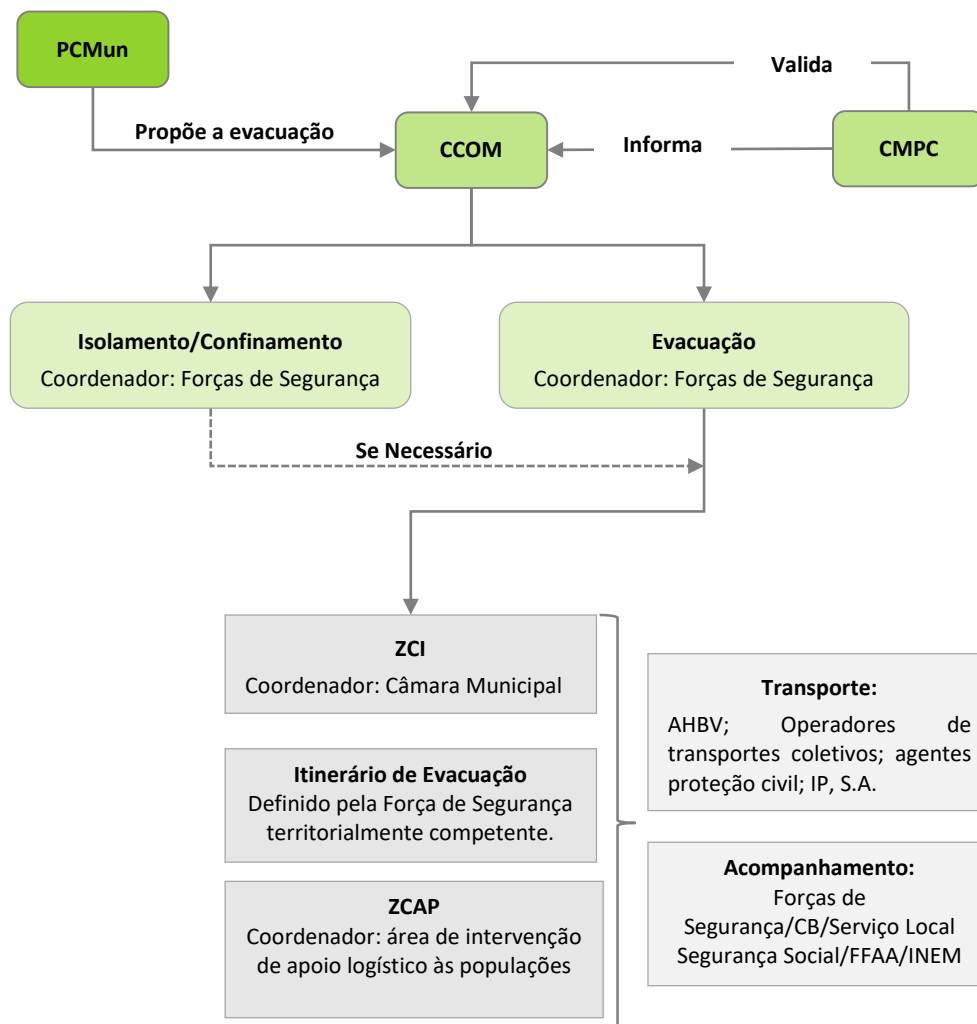 PCMun
Valida
Propõe a evacuação
CCOM
Informa
CMPC
Isolamento/Confinamento
Coordenador: Forças de Segurança
Evacuação
Coordenador: Forças de Segurança
Se Necessário
ZCI
Coordenador: Câmara Municipal
Itinerário de Evacuação
Definido pela Força de Segurança
territorialmente competente.
ZCAP
Coordenador: área de intervenção
de apoio logístico às populações
Transporte:
AHBV; Operadores de
transportes coletivos; agentes
proteção civil; IP, S.A.
Acompanhamento:
Forças de
Segurança/CB/Serviço Local
Segurança Social/FFAA/INEM